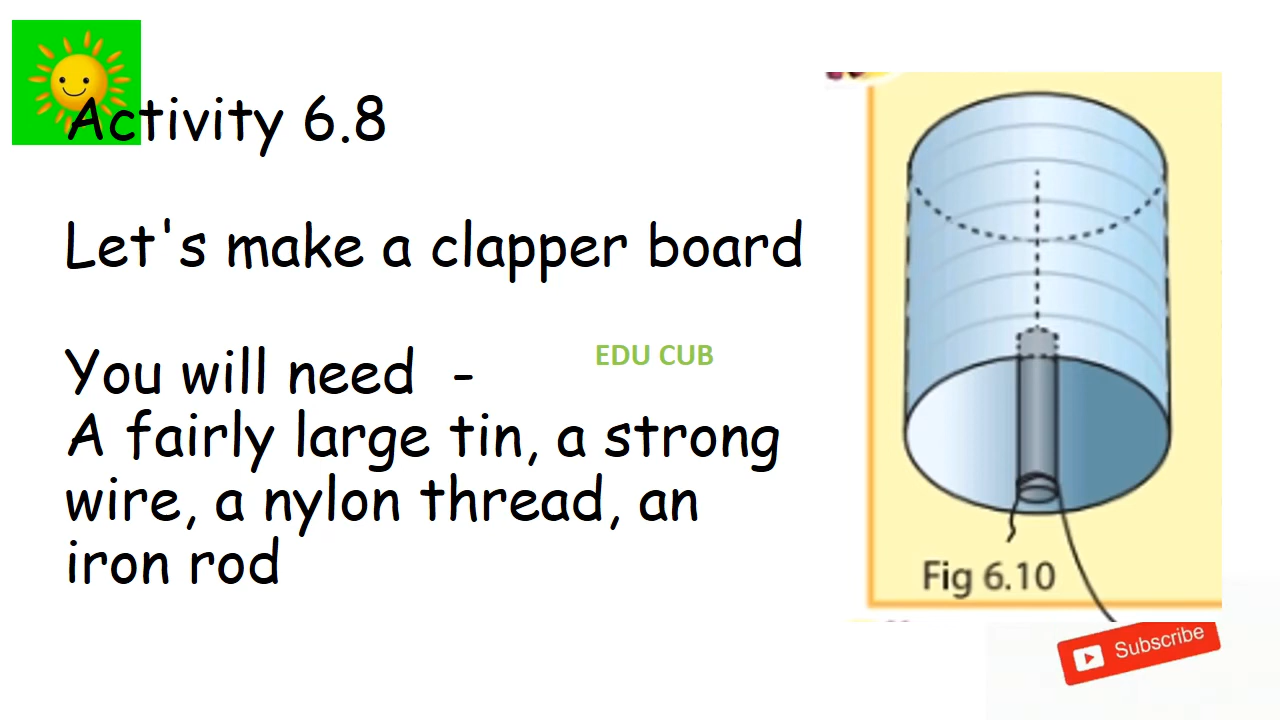 Activity 6.8
Let's make a clapper board
You will need -
A fairly large tin, a strong
wire, a nylon thread, an
iron rod
EDU CUB
Fig 6.10
Subscribe